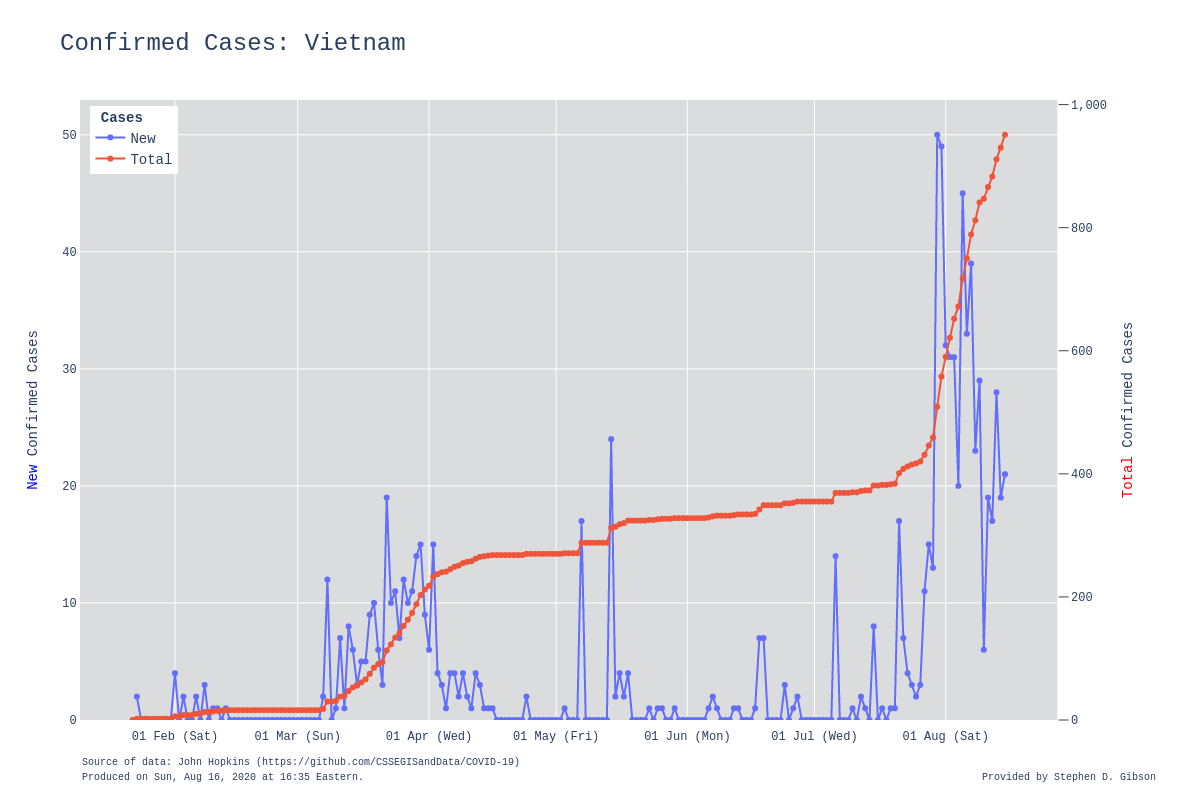 Confirmed Cases: Vietnam
Cases
New
Total
50
40
30
20
10
0
1,000
800
600
400
200
0
New Confirmed Cases
Total Confirmed Cases
01 Feb (Sat)
01 Mar (Sun)
01 Apr (Wed)
01 May (Fri)
01 Jun (Mon)
01 Jul (Wed)
01 Aug (Sat)
Source of data: John Hopkins (https://github.com/CSSEGISandData/COVID-19)
Produced on Sun, Aug 16, 2020 at 16:35 Eastern.
Provided by Stephen D. Gibson